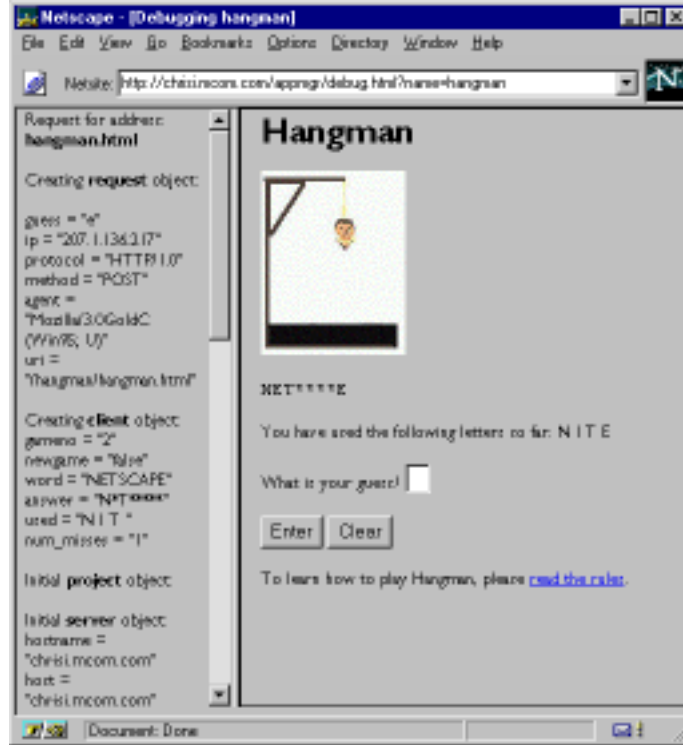 Netscape - [Debugging hangman]
File Edit View Go Bookmarks Options Directory Window Help
Netsite: http://chrisi.mcom.com/appmgr/debug.html?name=hangman
N
Request for address:
hangman.html
Creating request object:
guess = "e"
ip = "207.1.136.217"
protocol = "HTTP/1.0"
method = "POST"
agent =
"Mozilla/3.0GoldC
(Win95; U)"
uri =
"/hangman/hangman.html"
Creating client object:
gameno = "2"
newgame = "false"
word = "NETSCAPE"
answer = "N*T*****"
used = "N I T "
num_misses = "1"
Initial project object:
Initial server object:
hostname =
"chrisi.mcom.com"
host =
"chrisi.mcom.com"
Hangman
NET****E
You have used the following letters so far: N I T E
What is your guess?
Enter Clear
To learn how to play Hangman, please read the rules.
Document: Done